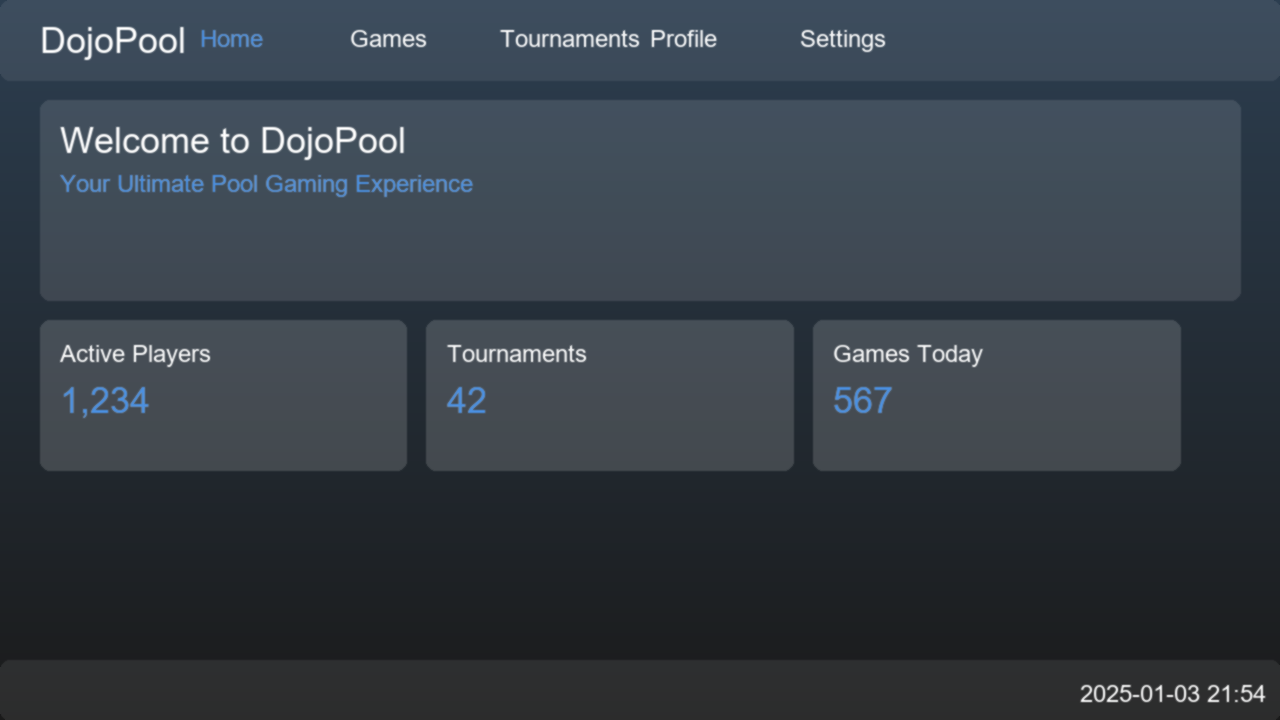 DojoPool Home Games Tournaments Profile Settings
Welcome to DojoPool
Your Ultimate Pool Gaming Experience
Active Players
1,234
Tournaments
42
Games Today
567
2025-01-03 21:54